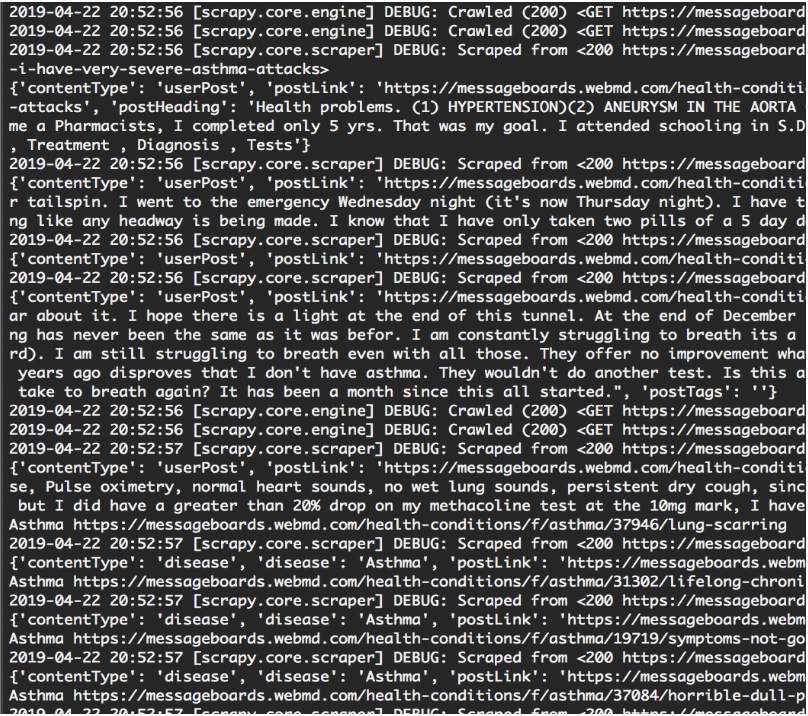 2019-04-22 20:52:56 [scrapy.core.engine] DEBUG: Crawled (200) <GET https://messageboard
2019-04-22 20:52:56 [scrapy.core.engine] DEBUG: Crawled (200) <GET https://messageboard
2019-04-22 20:52:56 [scrapy.core.scraper] DEBUG: Scraped from <200 https://messageboard
-i-have-very-severe-asthma-attacks>
{'contentType': 'userPost', 'postLink': 'https://messageboards.webmd.com/health-conditi
-attacks', 'postHeading': 'Health problems. (1) HYPERTENSION)(2) ANEURYSM IN THE AORTA
me a Pharmacists, I completed only 5 yrs. That was my goal. I attended schooling in S.D
, Treatment , Diagnosis , Tests'}
2019-04-22 20:52:56 [scrapy.core.scraper] DEBUG: Scraped from <200 https://messageboard
{'contentType': 'userPost', 'postLink': 'https://messageboards.webmd.com/health-conditi
r tailspin. I went to the emergency Wednesday night (it's now Thursday night). I have t
ng like any headway is being made. I know that I have only taken two pills of a 5 day d
2019-04-22 20:52:56 [scrapy.core.scraper] DEBUG: Scraped from <200 https://messageboard
{'contentType': 'userPost', 'postLink': 'https://messageboards.webmd.com/health-conditi
2019-04-22 20:52:56 [scrapy.core.scraper] DEBUG: Scraped from <200 https://messageboard
{'contentType': 'userPost', 'postLink': 'https://messageboards.webmd.com/health-conditi
ar about it. I hope there is a light at the end of this tunnel. At the end of December
ng has never been the same as it was befor. I am constantly struggling to breath its a
rd). I am still struggling to breath even with all those. They offer no improvement wha
years ago disproves that I don't have asthma. They wouldn't do another test. Is this a
take to breath again? It has been a month since this all started.", 'postTags': ''}
2019-04-22 20:52:56 [scrapy.core.engine] DEBUG: Crawled (200) <GET https://messageboard
2019-04-22 20:52:56 [scrapy.core.engine] DEBUG: Crawled (200) <GET https://messageboard
2019-04-22 20:52:57 [scrapy.core.scraper] DEBUG: Scraped from <200 https://messageboard
{'contentType': 'userPost', 'postLink': 'https://messageboards.webmd.com/health-conditi
se, Pulse oximetry, normal heart sounds, no wet lung sounds, persistent dry cough, sinc
but I did have a greater than 20% drop on my methacoline test at the 10mg mark, I have
Asthma https://messageboards.webmd.com/health-conditions/f/asthma/37946/lung-scarring
2019-04-22 20:52:57 [scrapy.core.scraper] DEBUG: Scraped from <200 https://messageboard
{'contentType': 'disease', 'disease': 'Asthma', 'postLink': 'https://messageboards.webm
Asthma https://messageboards.webmd.com/health-conditions/f/asthma/31302/lifelong-chroni
2019-04-22 20:52:57 [scrapy.core.scraper] DEBUG: Scraped from <200 https://messageboard
{'contentType': 'disease', 'disease': 'Asthma', 'postLink': 'https://messageboards.webm
Asthma https://messageboards.webmd.com/health-conditions/f/asthma/19719/symptoms-not-go
2019-04-22 20:52:57 [scrapy.core.scraper] DEBUG: Scraped from <200 https://messageboard
{'contentType': 'disease', 'disease': 'Asthma', 'postLink': 'https://messageboards.webm
Asthma https://messageboards.webmd.com/health-conditions/f/asthma/37084/horrible-dull-p
2019-04-22 20:52:57 [scrapy.core.scraper] DEBUG: Scraped from <200 https://messageboard